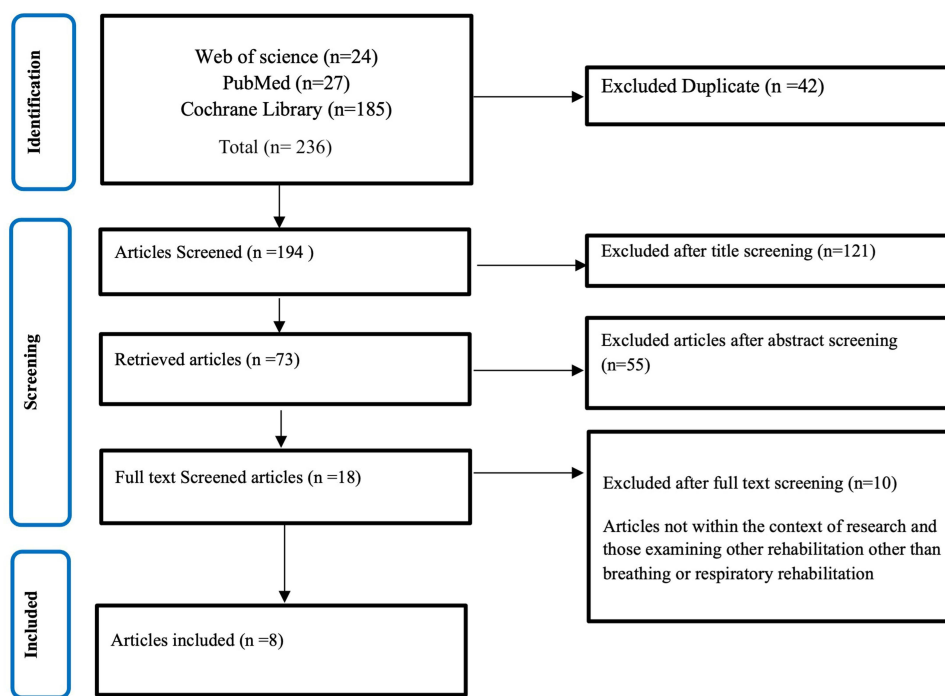 Identification
Web of science (n=24)
PubMed (n=27)
Cochrane Library (n=185)
Total (n= 236)
Excluded Duplicate (n =42)
Screening
Articles Screened (n =194 )
Excluded after title screening (n=121)
Retrieved articles (n =73)
Excluded articles after abstract screening
(n=55)
Full text Screened articles (n =18)
Excluded after full text screening (n=10)
Articles not within the context of research and
those examining other rehabilitation other than
breathing or respiratory rehabilitation
Included
Articles included (n =8)